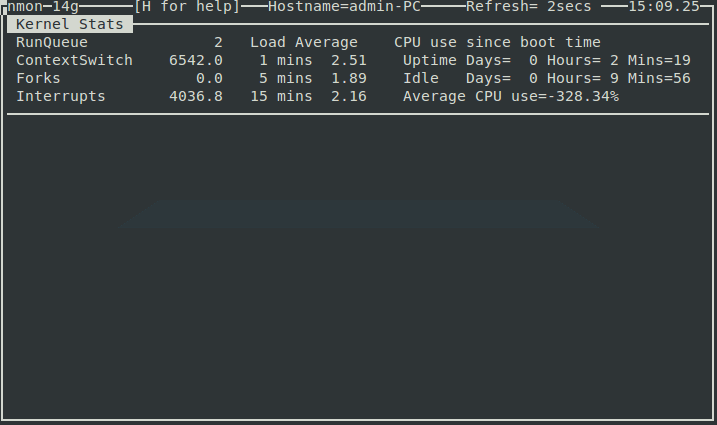 nmon-14g [H for help] Hostname=admin-PC Refresh= 2secs 15:09.25
Kernel Stats
RunQueue 2 Load Average CPU use since boot time
ContextSwitch 6542.0 1 mins 2.51 Uptime Days= 0 Hours= 2 Mins=19
Forks 0.0 5 mins 1.89 Idle Days= 0 Hours= 9 Mins=56
Interrupts 4036.8 15 mins 2.16 Average CPU use=-328.34%